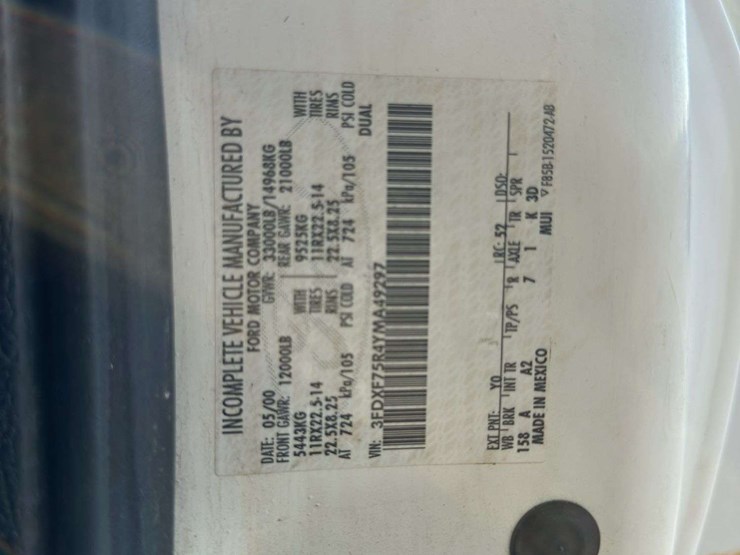 INCOMPLETE VEHICLE MANUFACTURED BY
FORD MOTOR COMPANY
DATE: 05/00 GVWR: 33000LB/14968KG
FRONT GAWR: 12000LB REAR GAWR: 21000LB
5443KG WITH 9525KG WITH
11RX22.5-14 TIRES 11RX22.5-14 TIRES
22.5X8.25 RIMS 22.5X8.25 RIMS
AT 724 kPa/105 PSI COLD AT 724 kPa/105 PSI COLD
DUAL
VIN: 3FDXF75R4YMA49297
EXT PNT: YO RC: 52 DSO:
WB BRK INT TR TP/PS R AXLE TR SPR
158 A A2 7 1 K 3D
MADE IN MEXICO MUI ▽ F85B-1520472-AB